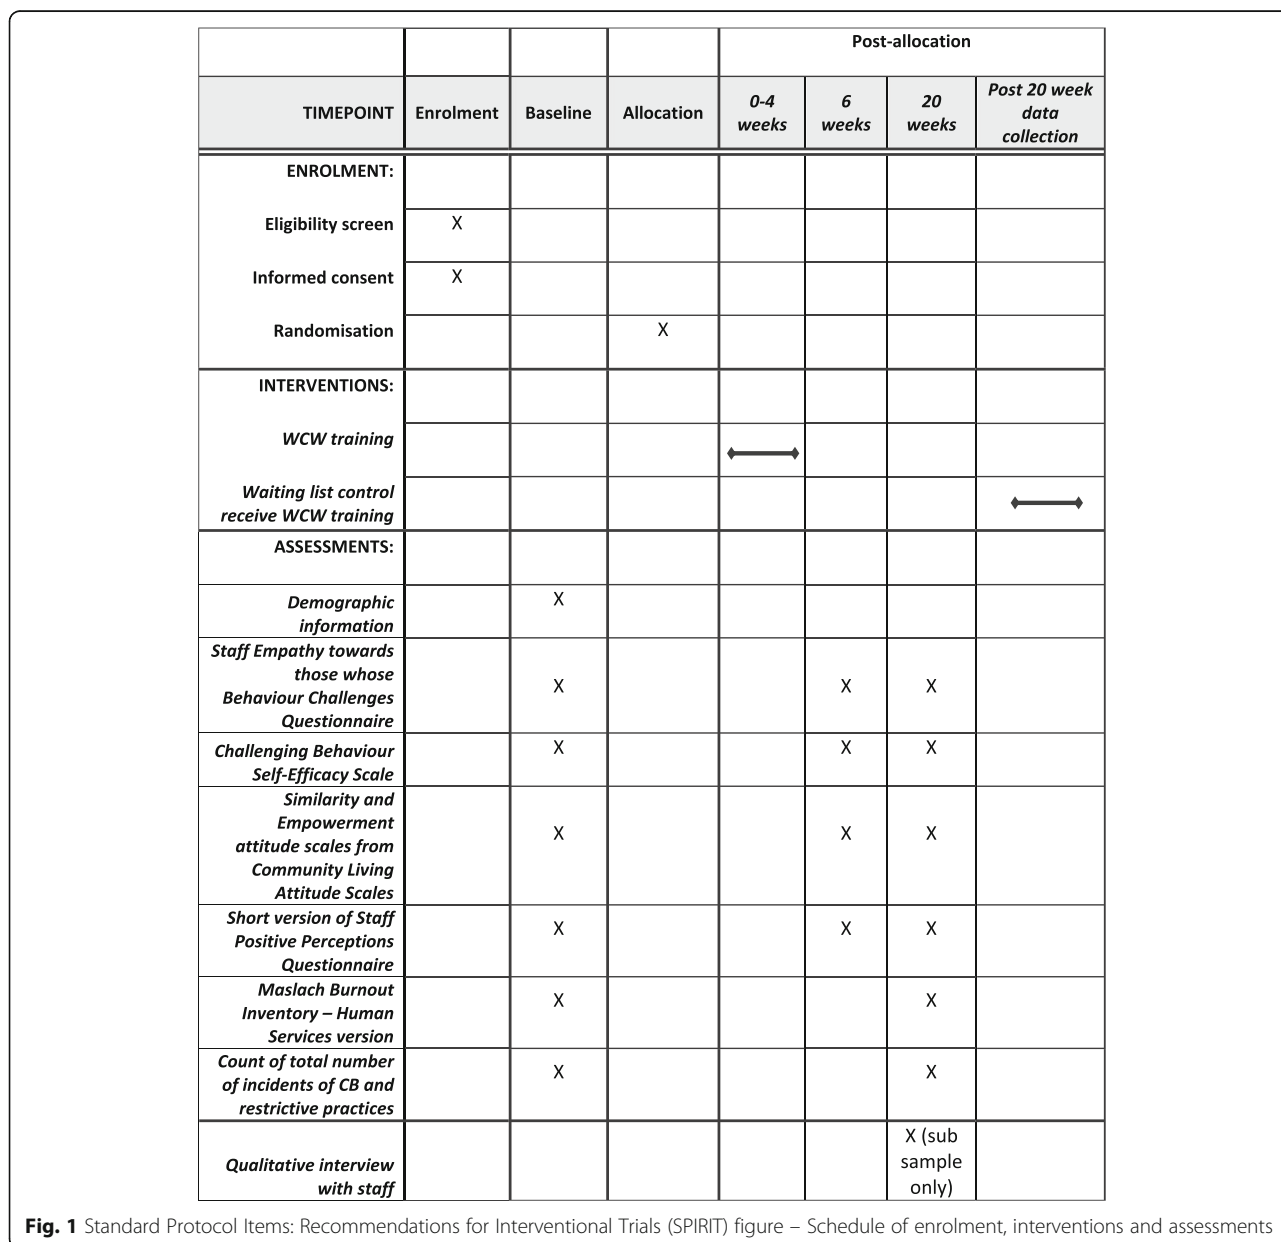 Post-allocation
TIMEPOINT Enrolment Baseline Allocation 0-4 weeks 6 weeks 20 weeks Post 20 week data collection
ENROLMENT:
Eligibility screen X
Informed consent X
Randomisation X
INTERVENTIONS:
WCW training
Waiting list control
receive WCW training
ASSESSMENTS:
Demographic
information X
Staff Empathy towards
those whose
Behaviour Challenges
Questionnaire X X X
Challenging Behaviour
Self-Efficacy Scale X X X
Similarity and
Empowerment
attitude scales from
Community Living
Attitude Scales X X X
Short version of Staff
Positive Perceptions
Questionnaire X X X
Maslach Burnout
Inventory – Human
Services version X X
Count of total number
of incidents of CB and
restrictive practices X X
Qualitative interview
with staff X (sub sample only)
Fig. 1 Standard Protocol Items: Recommendations for Interventional Trials (SPIRIT) figure – Schedule of enrolment, interventions and assessments